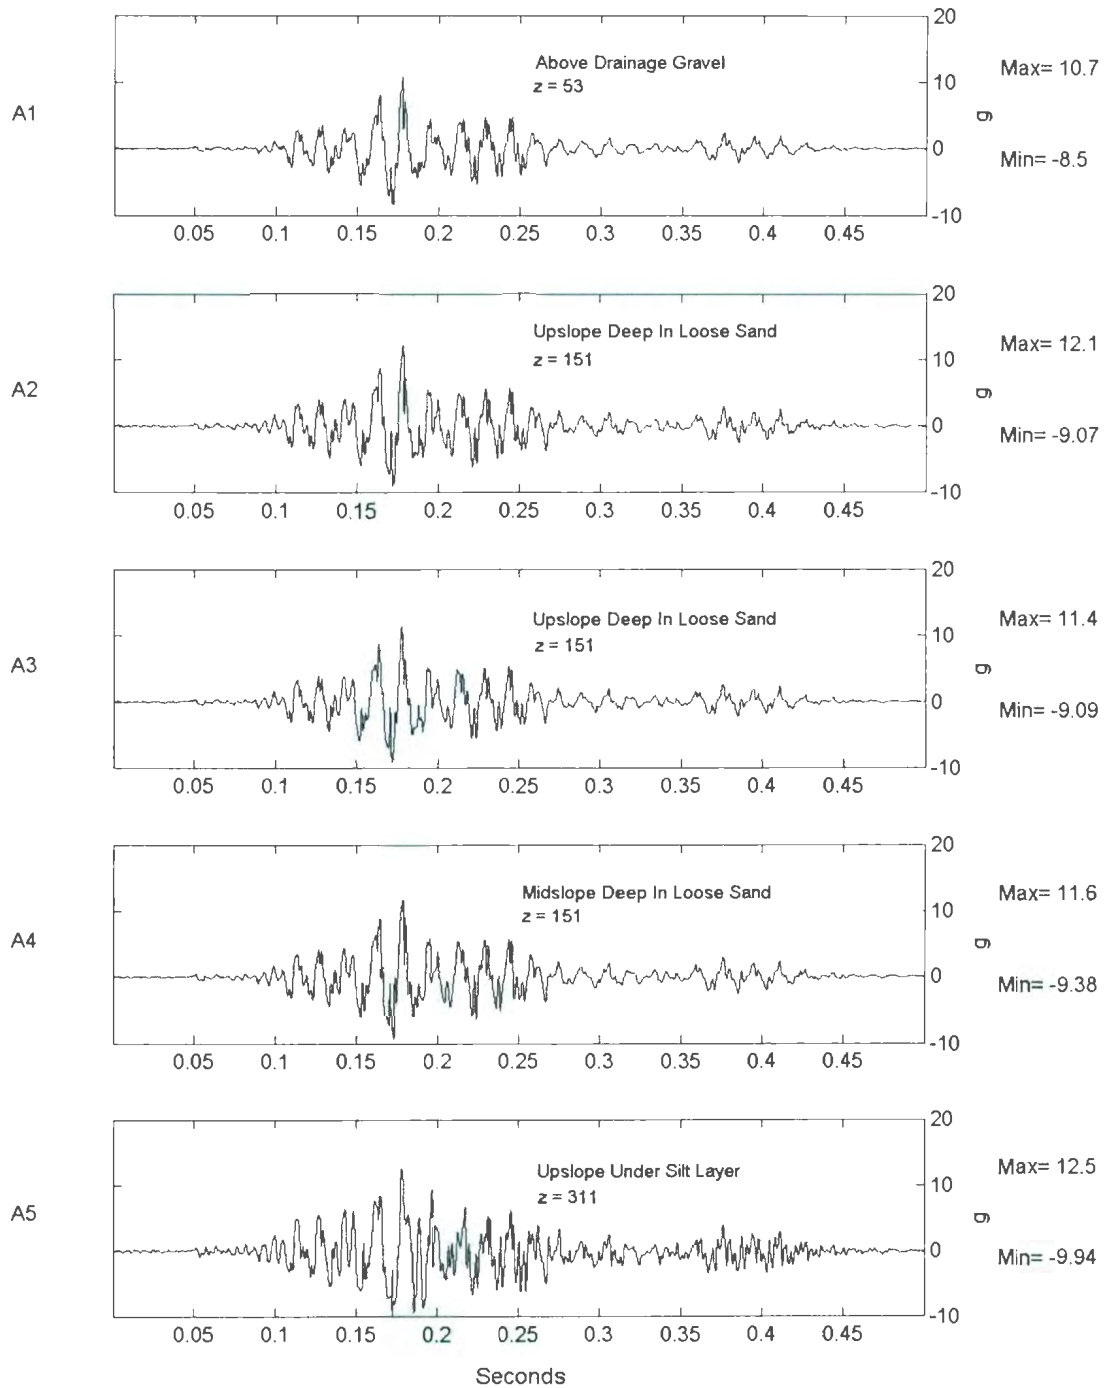 20
Above Drainage Gravel
Max= 10.7
z = 53
10
A1
g
0
Min= -8.5
-10
0.05 0.1 0.15 0.2 0.25 0.3 0.35 0.4 0.45
20
Upslope Deep In Loose Sand
Max= 12.1
z = 151
10
A2
g
0
Min= -9.07
-10
0.05 0.1 0.15 0.2 0.25 0.3 0.35 0.4 0.45
20
Upslope Deep In Loose Sand
Max= 11.4
z = 151
10
A3
g
0
Min= -9.09
-10
0.05 0.1 0.15 0.2 0.25 0.3 0.35 0.4 0.45
20
Midslope Deep In Loose Sand
Max= 11.6
z = 151
10
A4
g
0
Min= -9.38
-10
0.05 0.1 0.15 0.2 0.25 0.3 0.35 0.4 0.45
20
Upslope Under Silt Layer
Max= 12.5
z = 311
10
A5
g
0
Min= -9.94
-10
0.05 0.1 0.15 0.2 0.25 0.3 0.35 0.4 0.45
Seconds